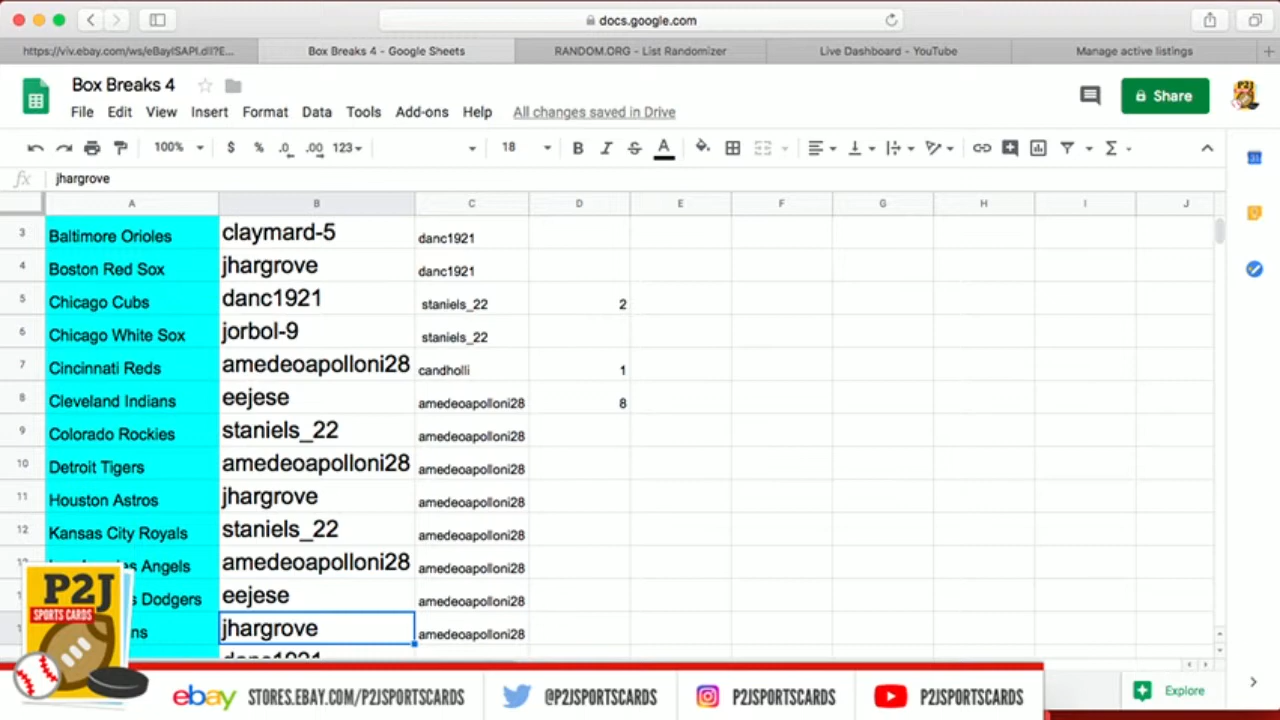 docs.google.com
https://viv.ebay.com/ws/eBayISAPI.dll?E...
Box Breaks 4 - Google Sheets
RANDOM.ORG - List Randomizer
Live Dashboard - YouTube
Manage active listings
Box Breaks 4
File Edit View Insert Format Data Tools Add-ons Help All changes saved in Drive
Share
100% $ % .0 .00 123 18 B I S A
fx jhargrove
A B C D E F G H I J
3 Baltimore Orioles claymard-5 danc1921
4 Boston Red Sox jhargrove danc1921
5 Chicago Cubs danc1921 staniels_22 2
6 Chicago White Sox jorbol-9 staniels_22
7 Cincinnati Reds amedeoapolloni28 candholli 1
8 Cleveland Indians eejese amedeoapolloni28 8
9 Colorado Rockies staniels_22 amedeoapolloni28
10 Detroit Tigers amedeoapolloni28 amedeoapolloni28
11 Houston Astros jhargrove amedeoapolloni28
12 Kansas City Royals staniels_22 amedeoapolloni28
Angels amedeoapolloni28 amedeoapolloni28
Dodgers eejese amedeoapolloni28
jhargrove amedeoapolloni28
danc1921
P2J
SPORTS CARDS
ebay STORES.EBAY.COM/P2JSPORTSCARDS @P2JSPORTSCARDS P2JSPORTSCARDS P2JSPORTSCARDS
Explore